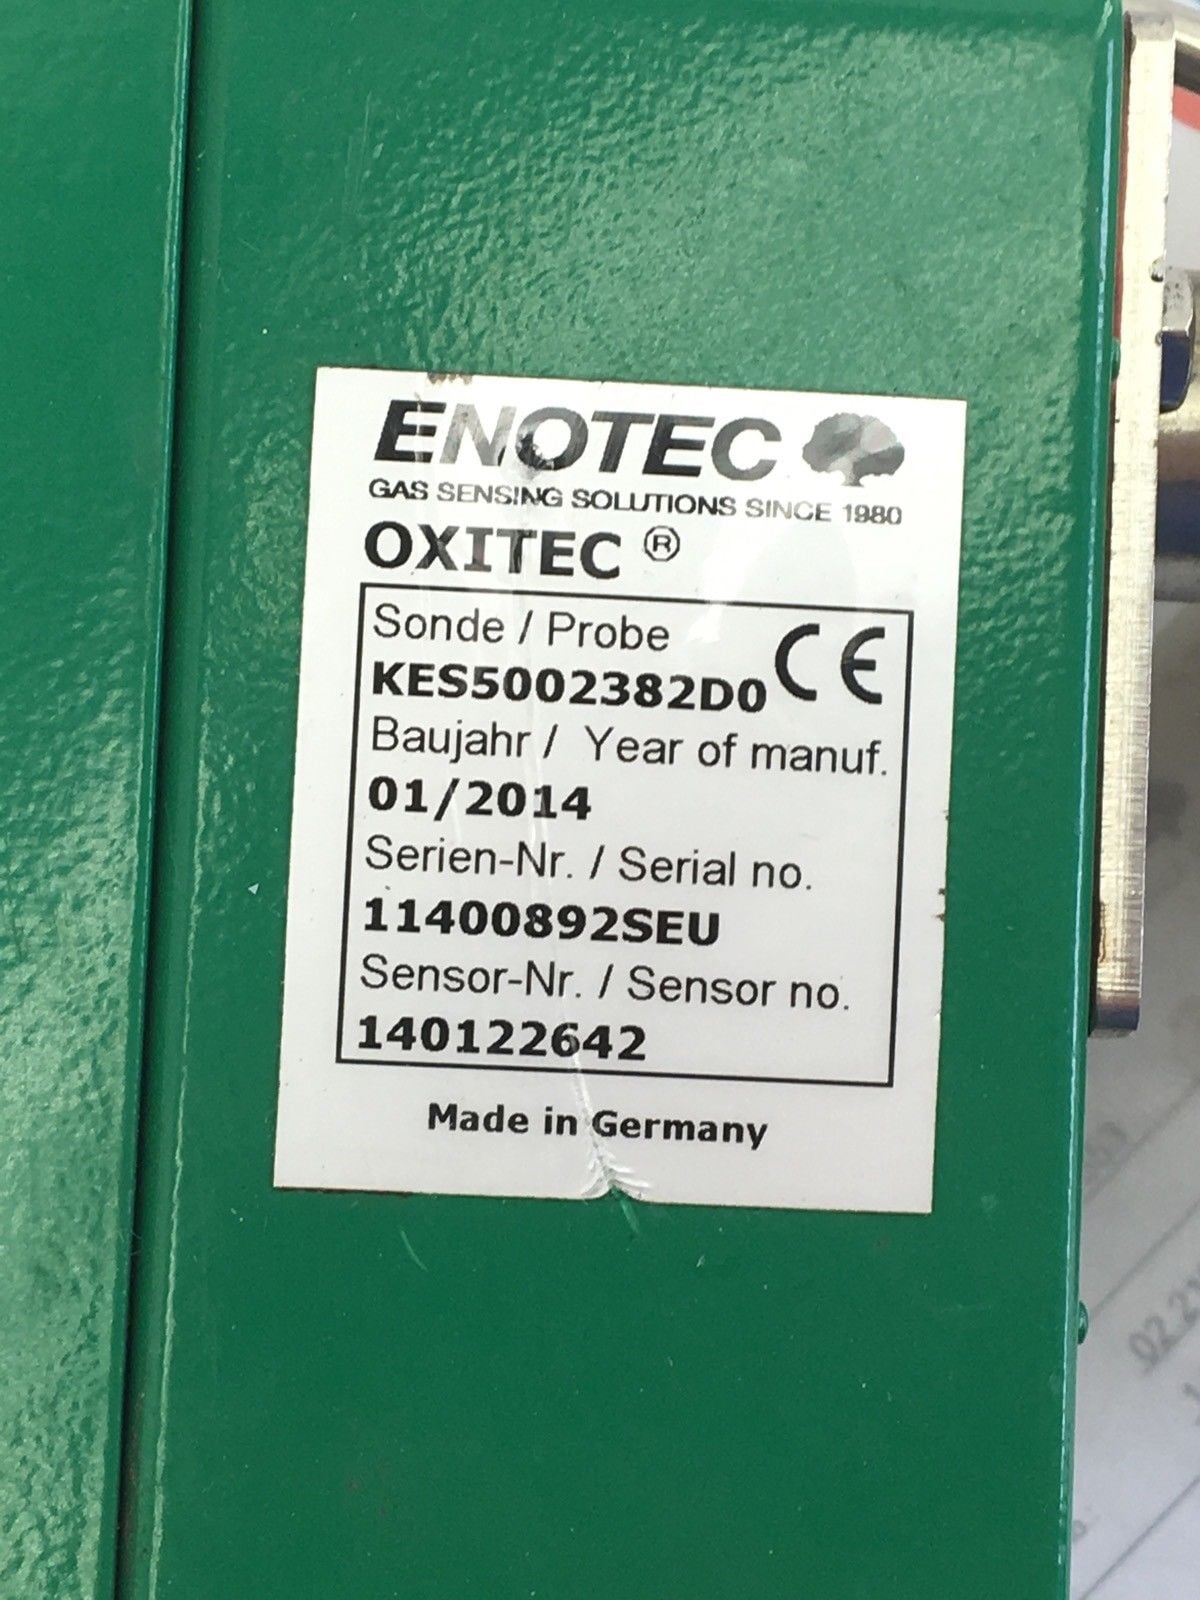 ENOTEC
GAS SENSING SOLUTIONS SINCE 1980
OXITEC ®
Sonde / Probe
CE
KES5002382D0
Baujahr / Year of manuf.
01/2014
Serien-Nr. / Serial no.
11400892SEU
Sensor-Nr. / Sensor no.
140122642
Made in Germany